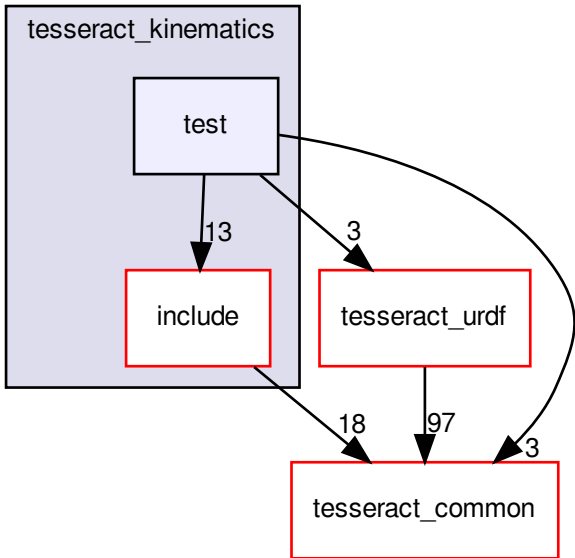 tesseract_kinematics
test
13
3
include
tesseract_urdf
18
97
3
tesseract_common